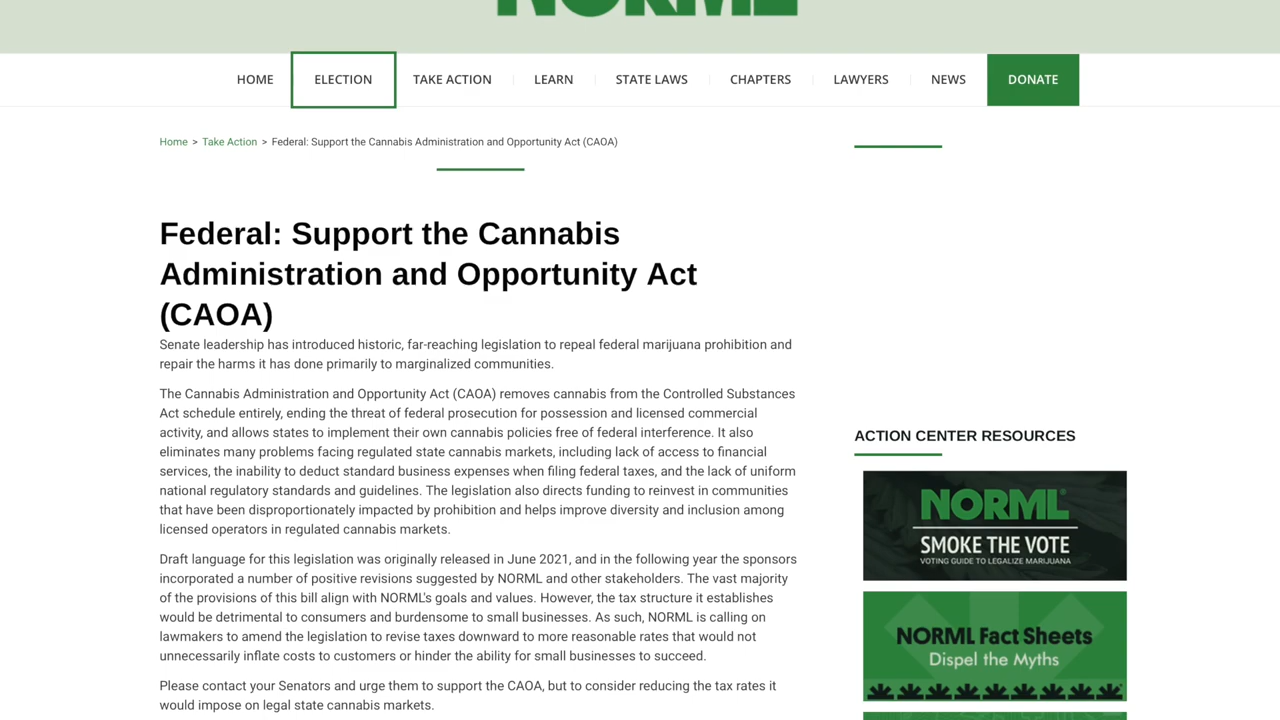 NORML
HOME
ELECTION
TAKE ACTION
LEARN
STATE LAWS
CHAPTERS
LAWYERS
NEWS
DONATE
Home > Take Action > Federal: Support the Cannabis Administration and Opportunity Act (CAOA)
Federal: Support the Cannabis
Administration and Opportunity Act
(CAOA)
Senate leadership has introduced historic, far-reaching legislation to repeal federal marijuana prohibition and
repair the harms it has done primarily to marginalized communities.
The Cannabis Administration and Opportunity Act (CAOA) removes cannabis from the Controlled Substances
Act schedule entirely, ending the threat of federal prosecution for possession and licensed commercial
activity, and allows states to implement their own cannabis policies free of federal interference. It also
eliminates many problems facing regulated state cannabis markets, including lack of access to financial
services, the inability to deduct standard business expenses when filing federal taxes, and the lack of uniform
national regulatory standards and guidelines. The legislation also directs funding to reinvest in communities
that have been disproportionately impacted by prohibition and helps improve diversity and inclusion among
licensed operators in regulated cannabis markets.
Draft language for this legislation was originally released in June 2021, and in the following year the sponsors
incorporated a number of positive revisions suggested by NORML and other stakeholders. The vast majority
of the provisions of this bill align with NORML's goals and values. However, the tax structure it establishes
would be detrimental to consumers and burdensome to small businesses. As such, NORML is calling on
lawmakers to amend the legislation to revise taxes downward to more reasonable rates that would not
unnecessarily inflate costs to customers or hinder the ability for small businesses to succeed.
Please contact your Senators and urge them to support the CAOA, but to consider reducing the tax rates it
would impose on legal state cannabis markets.
ACTION CENTER RESOURCES
NORML®
SMOKE THE VOTE
VOTING GUIDE TO LEGALIZE MARIJUANA
NORML Fact Sheets
Dispel the Myths